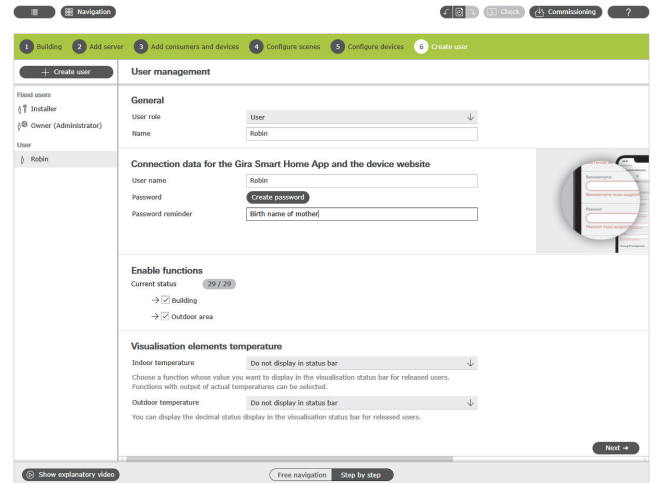 Navigation
Check
Commissioning
?
1 Building
2 Add server
3 Add consumers and devices
4 Configure scenes
5 Configure devices
6 Create user
+ Create user
User management
Fixed users
Installer
Owner (Administrator)
User
Robin
General
User role
User
Name
Robin
Connection data for the Gira Smart Home App and the device website
User name
Robin
Password
Create password
Password reminder
Birth name of mother
Benutzername
Passwort
Enable functions
Current status
29 / 29
Building
Outdoor area
Visualisation elements temperature
Indoor temperature
Do not display in status bar
Choose a function whose value you want to display in the visualisation status bar for released users.
Functions with output of actual temperatures can be selected.
Outdoor temperature
Do not display in status bar
You can display the decimal status display in the visualisation status bar for released users.
Next →
Show explanatory video
Free navigation
Step by step